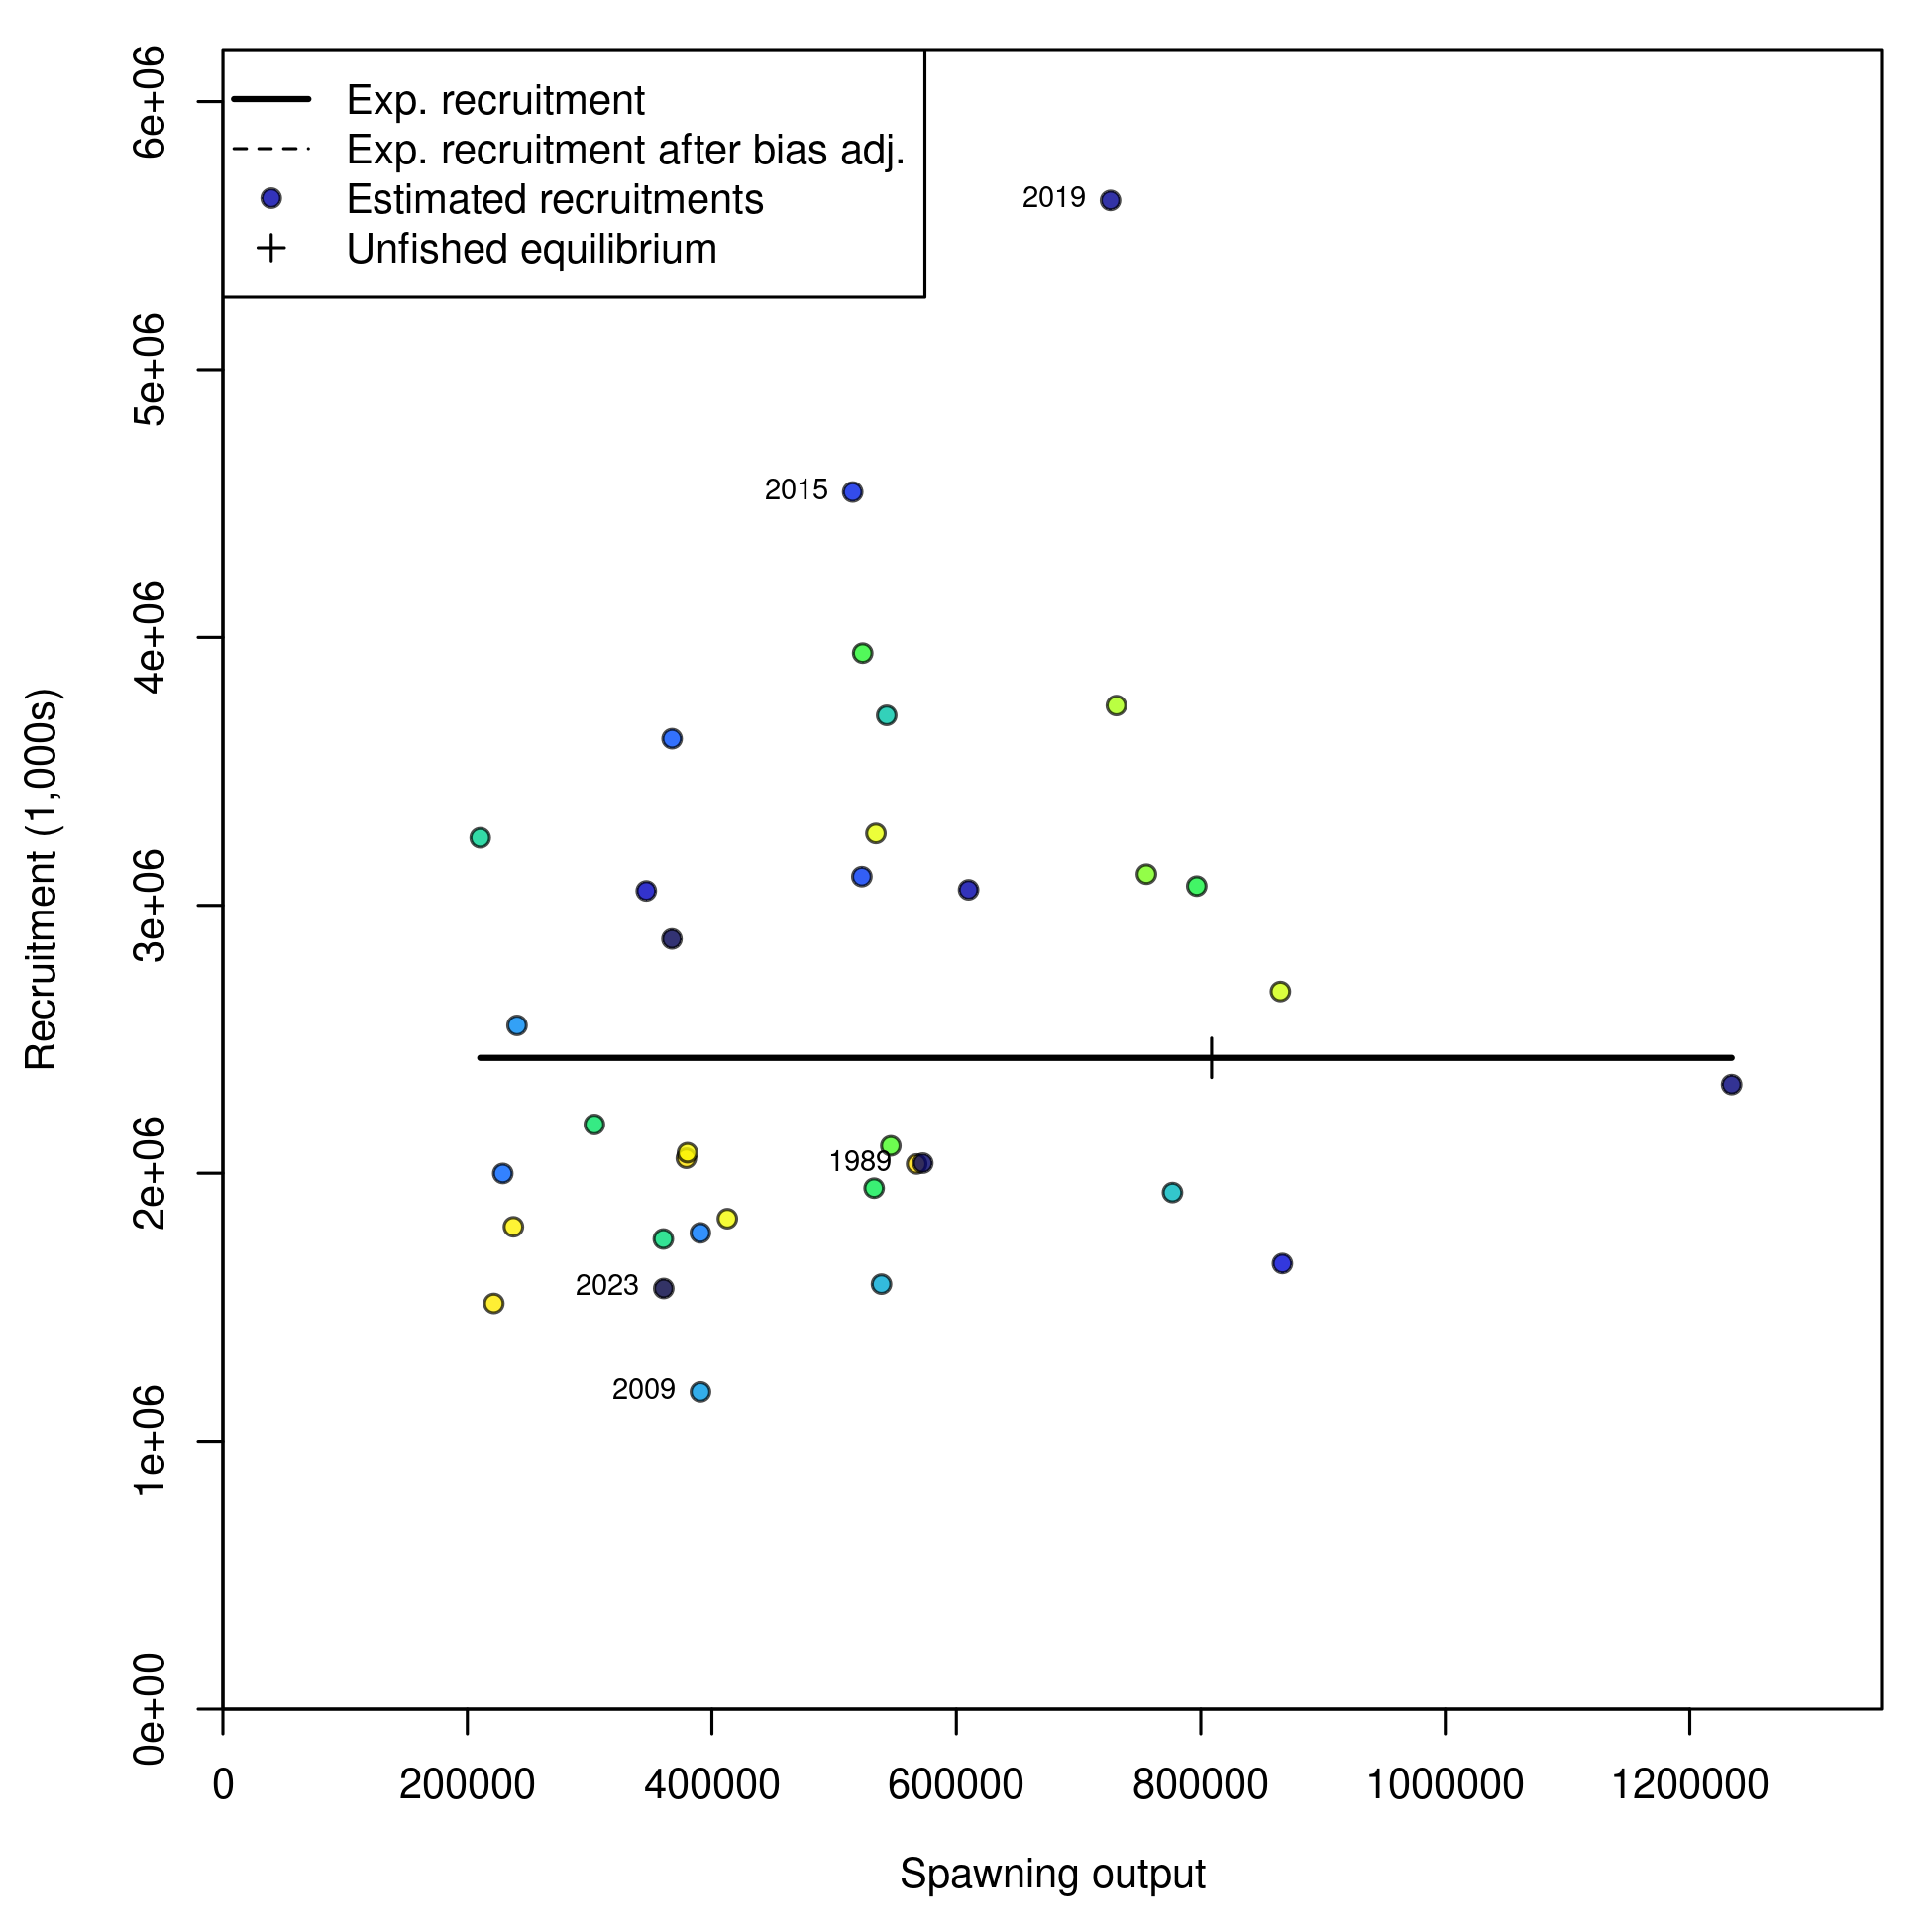 Exp. recruitment
Exp. recruitment after bias adj.
Estimated recruitments
Unfished equilibrium
2019
2015
1989
2023
2009
Recruitment (1,000s)
6e+06
5e+06
4e+06
3e+06
2e+06
1e+06
0e+00
0 200000 400000 600000 800000 1000000 1200000
Spawning output